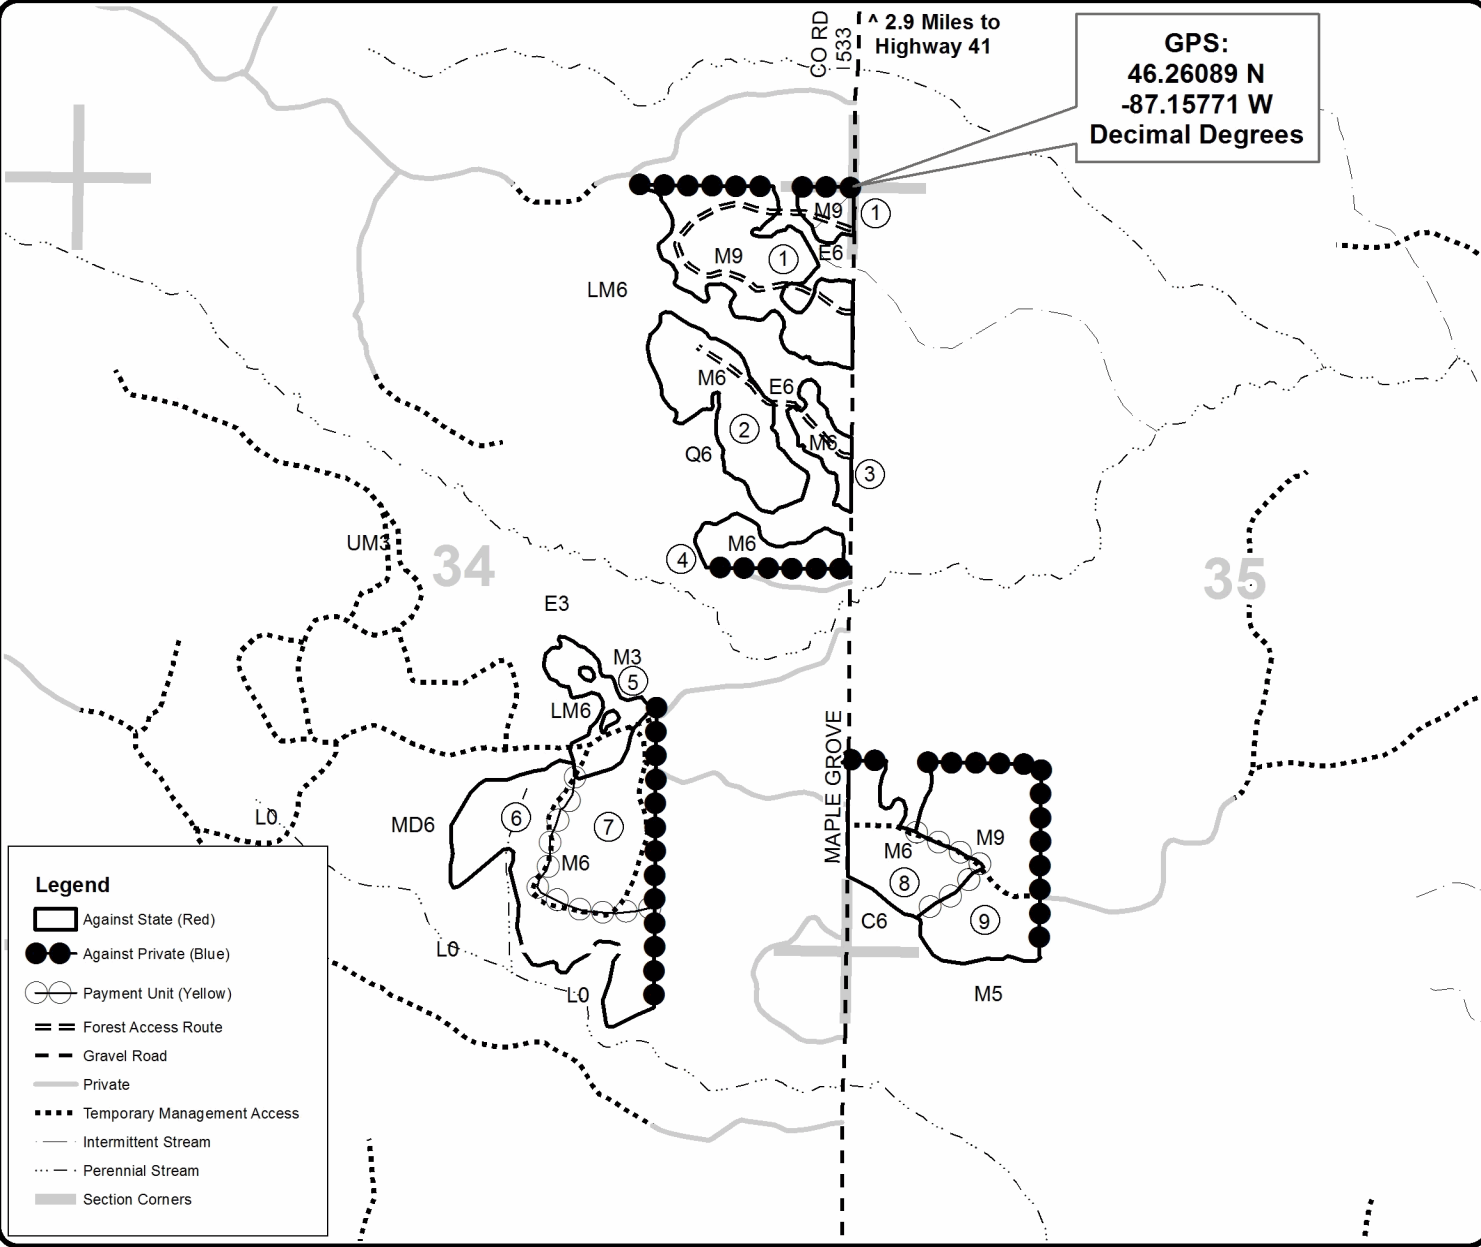 CO RD
533
^ 2.9 Miles to
Highway 41
GPS:
46.26089 N
-87.15771 W
Decimal Degrees
M9
1
E6
M9
1
LM6
M6
E6
2
M6
Q6
3
M6
4
UM3
34
35
E3
M3
5
LM6
MAPLE GROVE
L0
MD6
6
7
M6
M9
M6
8
C6
9
L0
L0
M5
Legend
Against State (Red)
Against Private (Blue)
Payment Unit (Yellow)
Forest Access Route
Gravel Road
Private
Temporary Management Access
Intermittent Stream
Perennial Stream
Section Corners